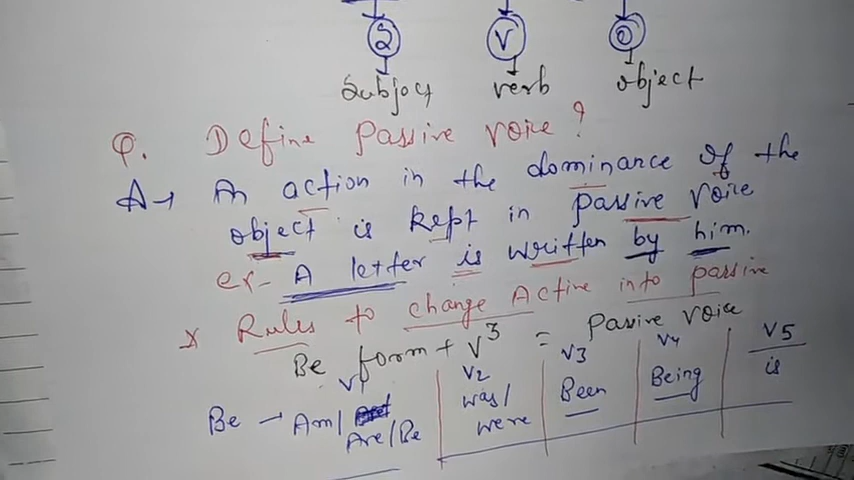 S V O
Subject verb object
Q. Define Passive voice?
A→ An action in the dominance of the
object is kept in passive voice
ex- A letter is written by him.
* Rules to change Active into passive
Be form + V3 = Passive voice
V1 V2 V3 V4 V5
Be → Am/ was/ Been Being is
Are/Be were